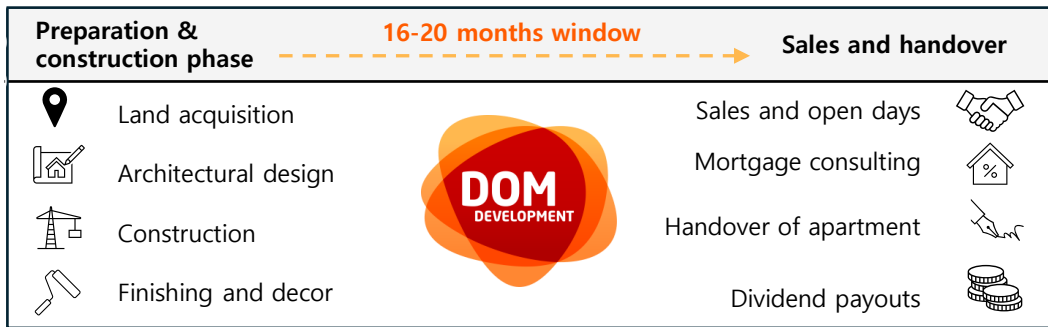 Preparation &
construction phase
16-20 months window
Sales and handover
Land acquisition
Architectural design
Construction
Finishing and decor
DOM
DEVELOPMENT
Sales and open days
Mortgage consulting
%
Handover of apartment
Dividend payouts